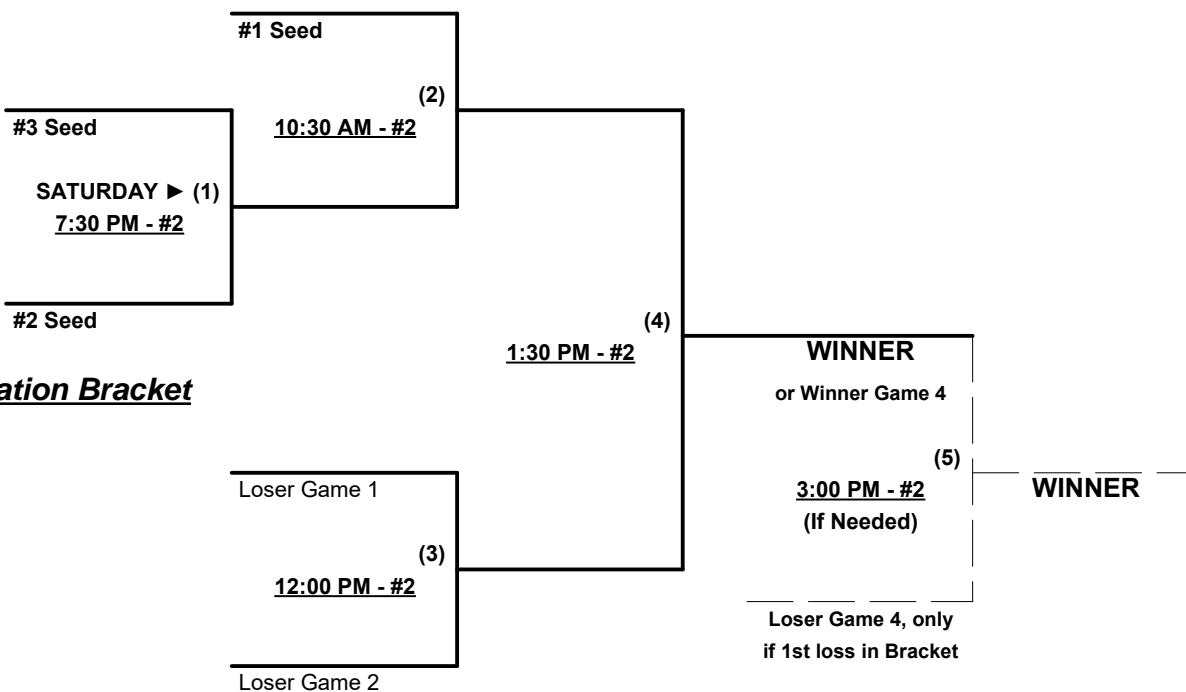 #1 Seed
(2)
10:30 AM - #2
#3 Seed
SATURDAY ► (1)
7:30 PM - #2
#2 Seed
(4)
1:30 PM - #2
WINNER
or Winner Game 4
ation Bracket
(5)
3:00 PM - #2
(If Needed)
WINNER
Loser Game 1
(3)
12:00 PM - #2
Loser Game 4, only
if 1st loss in Bracket
Loser Game 2